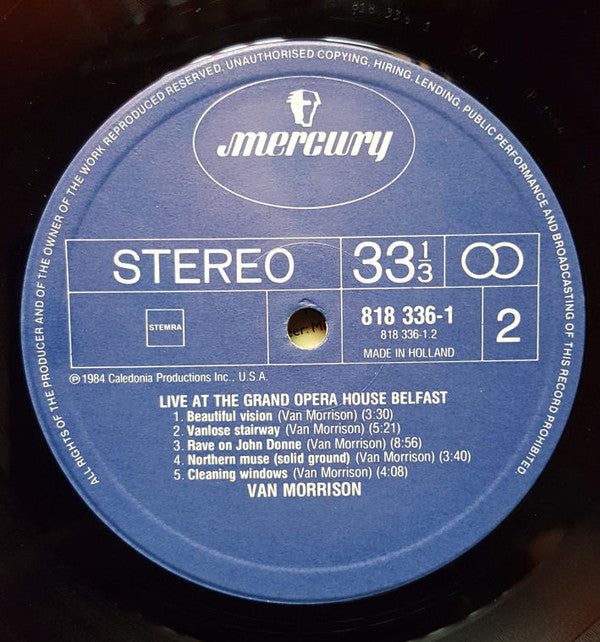 ALL RIGHTS OF THE PRODUCER AND OF THE OWNER OF THE WORK REPRODUCED RESERVED. UNAUTHORISED COPYING, HIRING, LENDING, PUBLIC PERFORMANCE AND BROADCASTING OF THIS RECORD PROHIBITED.
mercury
STEREO 33 1/3
STEMRA
818 336-1
818 336-1.2
MADE IN HOLLAND
2
℗ 1984 Caledonia Productions Inc., U.S.A.
LIVE AT THE GRAND OPERA HOUSE BELFAST
1. Beautiful vision (Van Morrison) (3:30)
2. Vanlose stairway (Van Morrison) (5:21)
3. Rave on John Donne (Van Morrison) (8:56)
4. Northern muse (solid ground) (Van Morrison) (3:40)
5. Cleaning windows (Van Morrison) (4:08)
VAN MORRISON